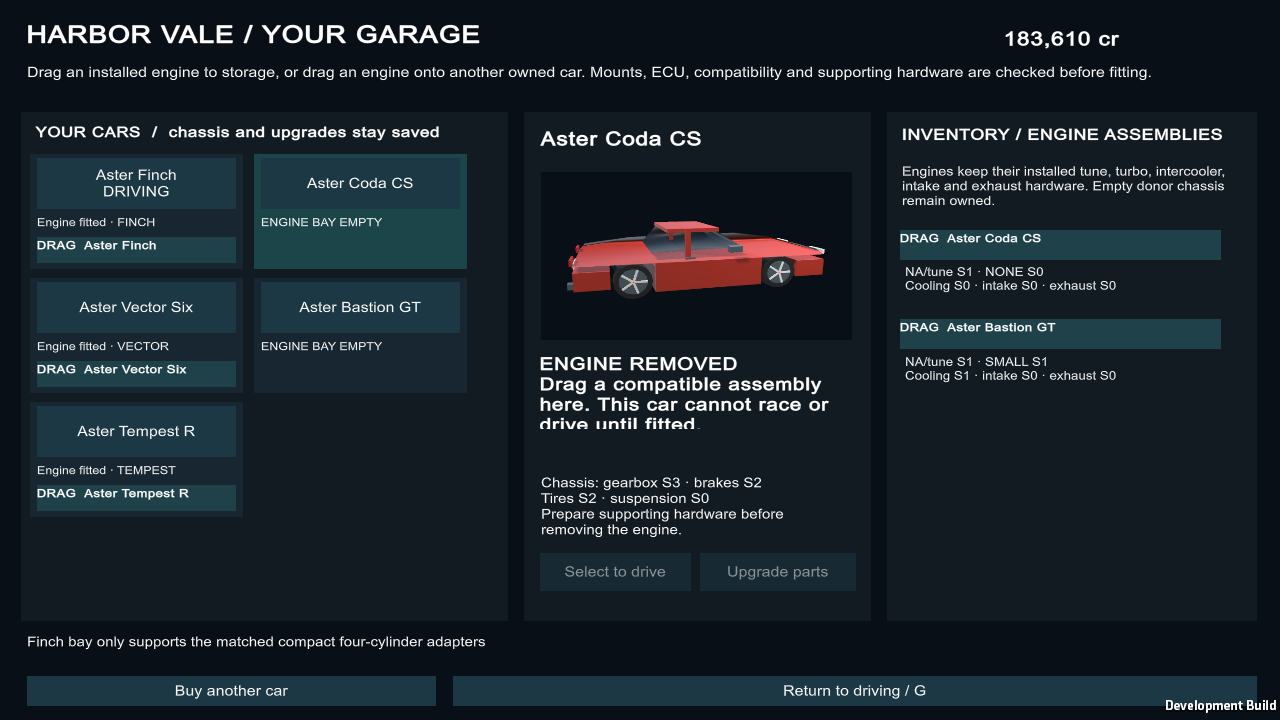 HARBOR VALE / YOUR GARAGE
183,610 cr
Drag an installed engine to storage, or drag an engine onto another owned car. Mounts, ECU, compatibility and supporting hardware are checked before fitting.
YOUR CARS / chassis and upgrades stay saved
Aster Finch
DRIVING
Engine fitted · FINCH
DRAG Aster Finch
Aster Coda CS
ENGINE BAY EMPTY
Aster Vector Six
Engine fitted · VECTOR
DRAG Aster Vector Six
Aster Bastion GT
ENGINE BAY EMPTY
Aster Tempest R
Engine fitted · TEMPEST
DRAG Aster Tempest R
Aster Coda CS
ENGINE REMOVED
Drag a compatible assembly
here. This car cannot race or
drive until fitted.
Chassis: gearbox S3 · brakes S2
Tires S2 · suspension S0
Prepare supporting hardware before
removing the engine.
Select to drive
Upgrade parts
INVENTORY / ENGINE ASSEMBLIES
Engines keep their installed tune, turbo, intercooler,
intake and exhaust hardware. Empty donor chassis
remain owned.
DRAG Aster Coda CS
NA/tune S1 · NONE S0
Cooling S0 · intake S0 · exhaust S0
DRAG Aster Bastion GT
NA/tune S1 · SMALL S1
Cooling S1 · intake S0 · exhaust S0
Finch bay only supports the matched compact four-cylinder adapters
Buy another car
Return to driving / G
Development Build